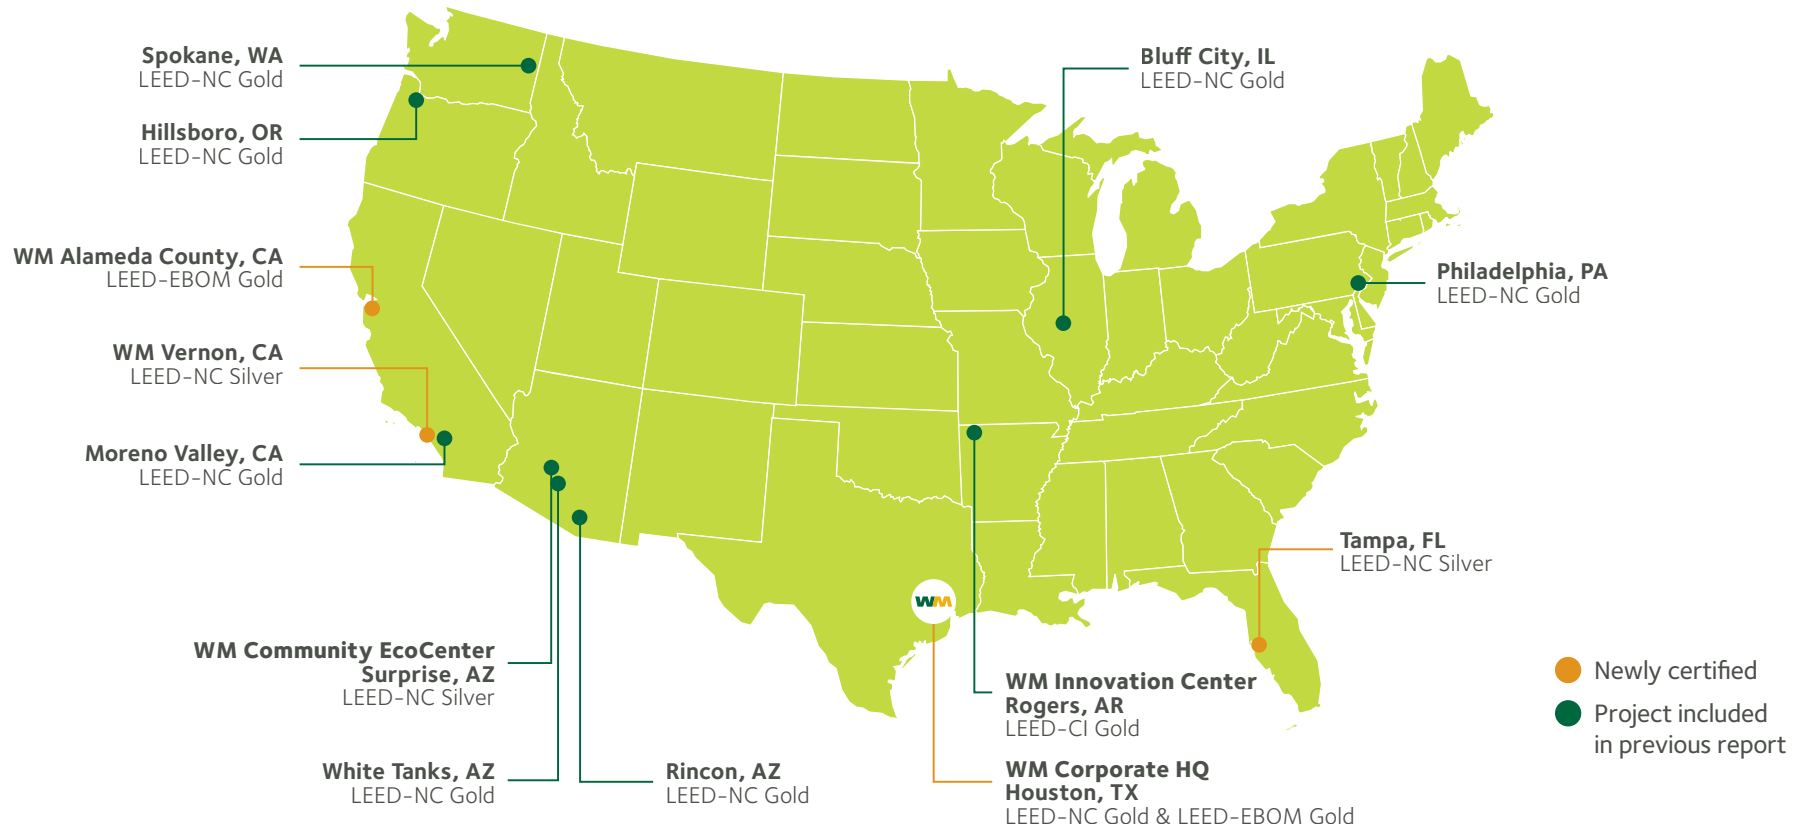 Spokane, WA
LEED-NC Gold
Hillsboro, OR
LEED-NC Gold
WM Alameda County, CA
LEED-EBOM Gold
WM Vernon, CA
LEED-NC Silver
Moreno Valley, CA
LEED-NC Gold
WM Community EcoCenter
Surprise, AZ
LEED-NC Silver
White Tanks, AZ
LEED-NC Gold
Rincon, AZ
LEED-NC Gold
WM
WM Innovation Center
Rogers, AR
LEED-CI Gold
WM Corporate HQ
Houston, TX
LEED-NC Gold & LEED-EBOM Gold
Bluff City, IL
LEED-NC Gold
Philadelphia, PA
LEED-NC Gold
Tampa, FL
LEED-NC Silver
Newly certified
Project included
in previous report